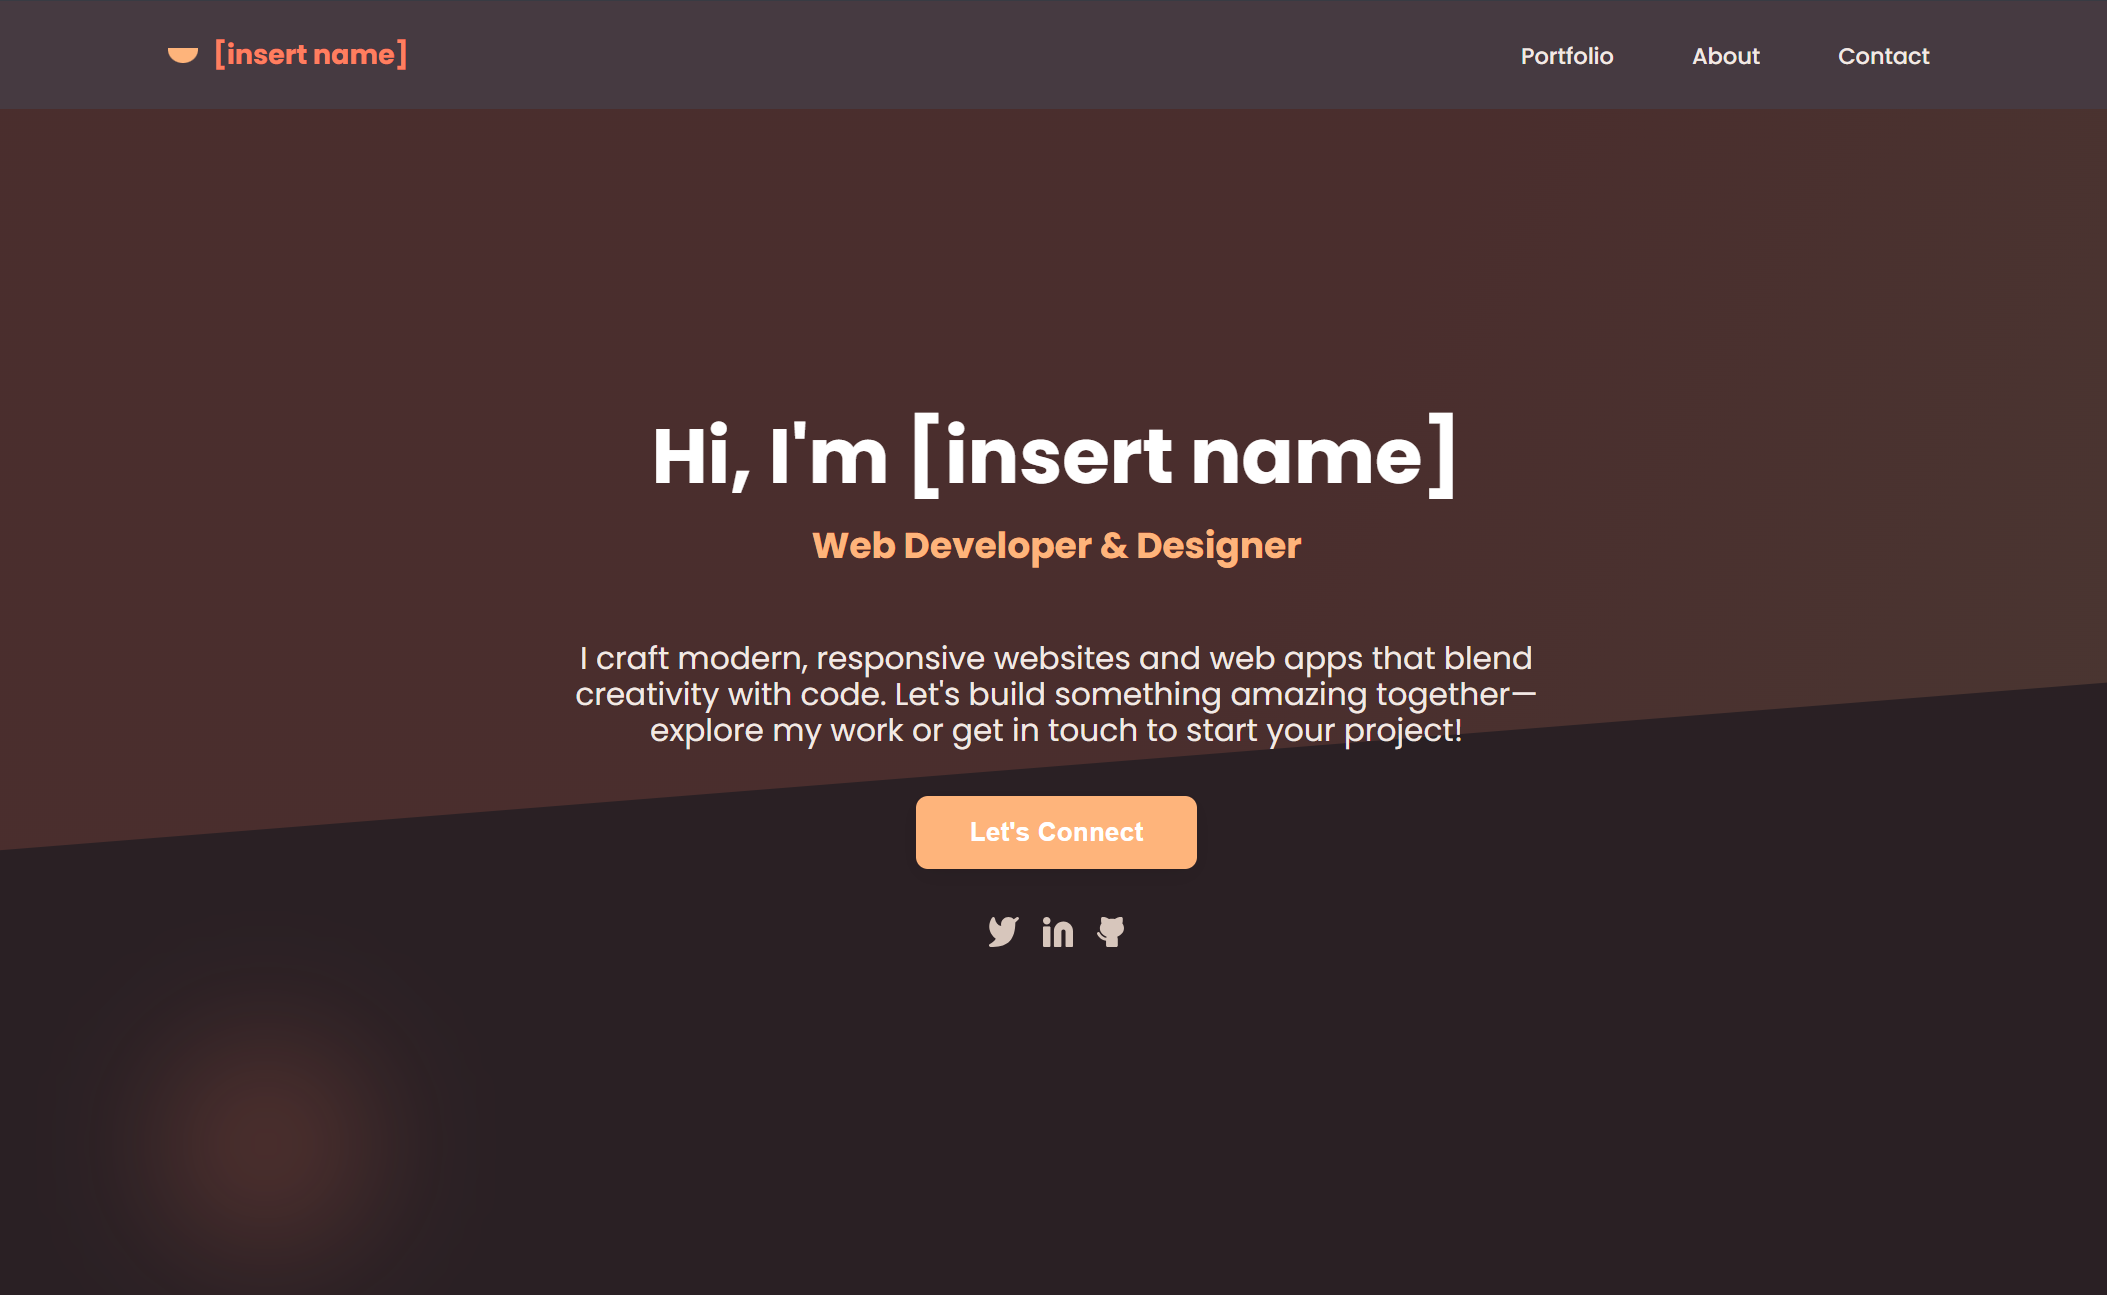 [insert name]
Portfolio
About
Contact
Hi, I'm [insert name]
Web Developer & Designer
I craft modern, responsive websites and web apps that blend
creativity with code. Let's build something amazing together—
explore my work or get in touch to start your project!
Let's Connect